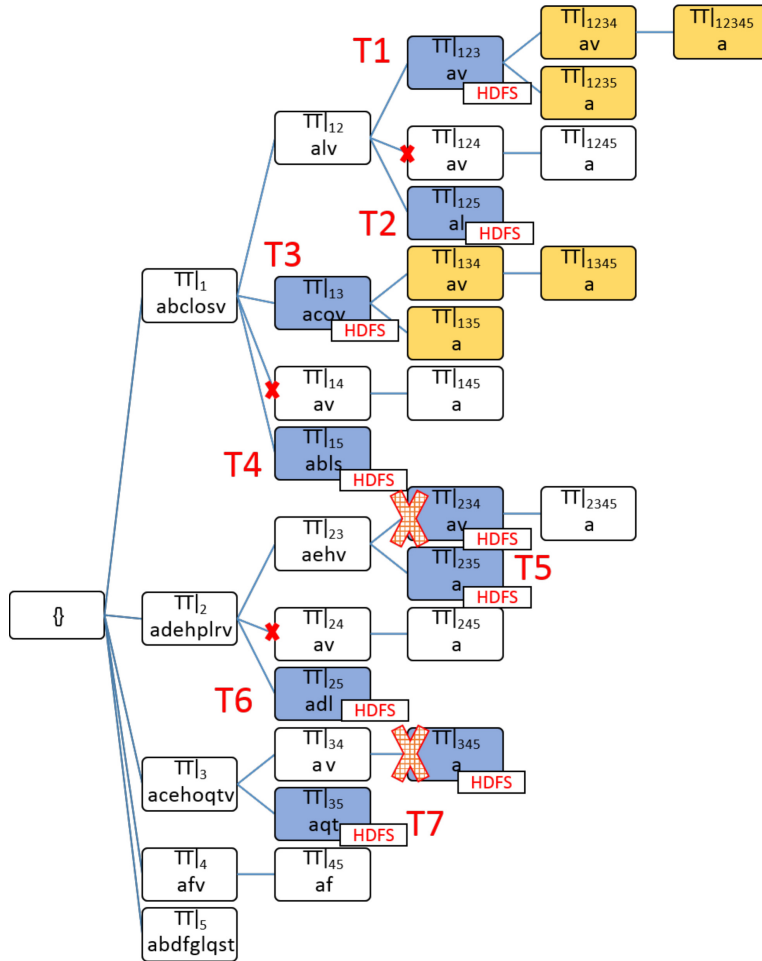 TT|1234
av
TT|12345
a
T1
TT|123
av
HDFS
TT|1235
a
TT|12
alv
TT|124
av
TT|1245
a
T2
TT|125
al
HDFS
T3
TT|134
av
TT|1345
a
TT|1
abclosv
TT|13
acov
HDFS
TT|135
a
TT|14
av
TT|145
a
T4
TT|15
abls
HDFS
TT|234
av
HDFS
TT|2345
a
TT|23
aehv
TT|235
a
HDFS
T5
{}
TT|2
adehplrv
TT|24
av
TT|245
a
T6
TT|25
adl
HDFS
TT|34
av
TT|345
a
HDFS
TT|3
acehoqtv
TT|35
aqt
HDFS
T7
TT|4
afv
TT|45
af
TT|5
abdfglqst